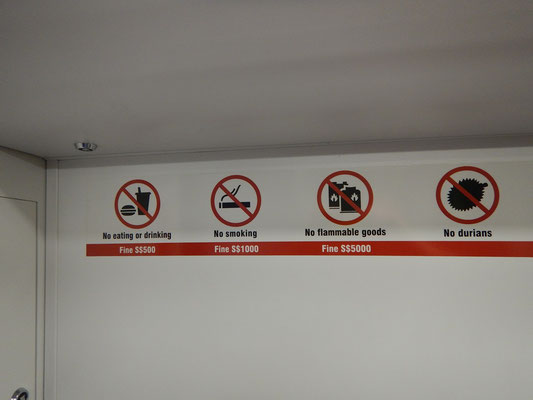 No eating or drinking
Fine S$500
No smoking
Fine S$1000
No flammable goods
Fine S$5000
No durians